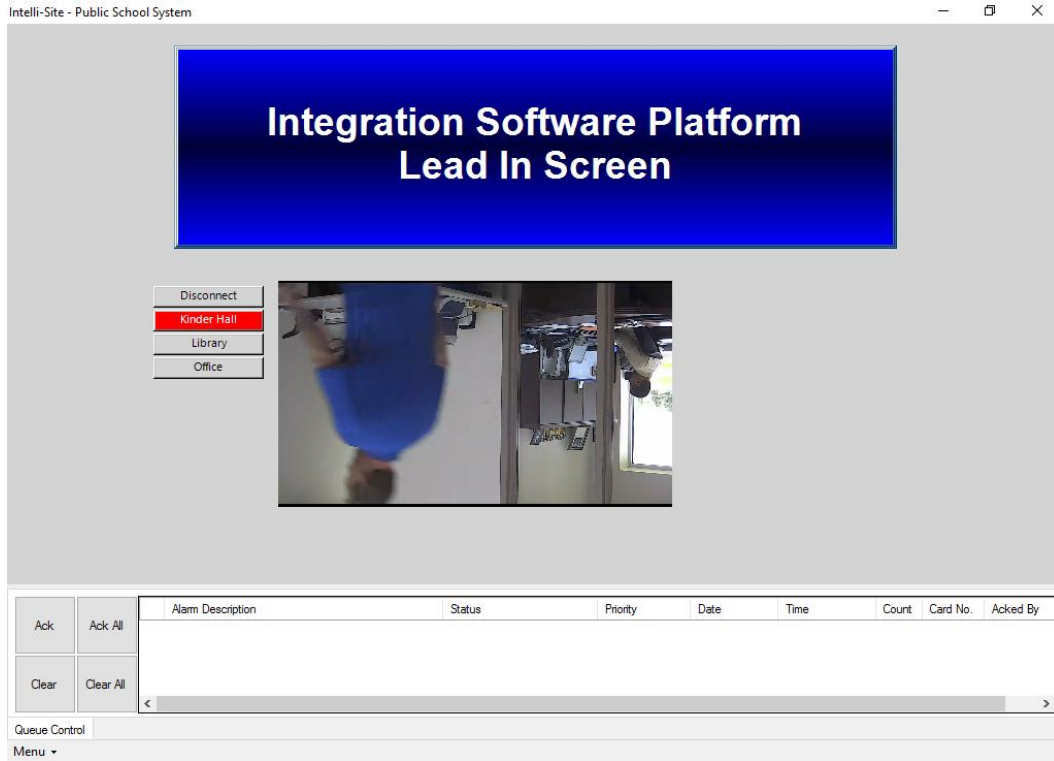 Intelli-Site - Public School System
Integration Software Platform
Lead In Screen
Disconnect
Kinder Hall
Library
Office
Ack
Ack All
Clear
Clear All
Alarm Description Status Priority Date Time Count Card No. Acked By
Queue Control
Menu